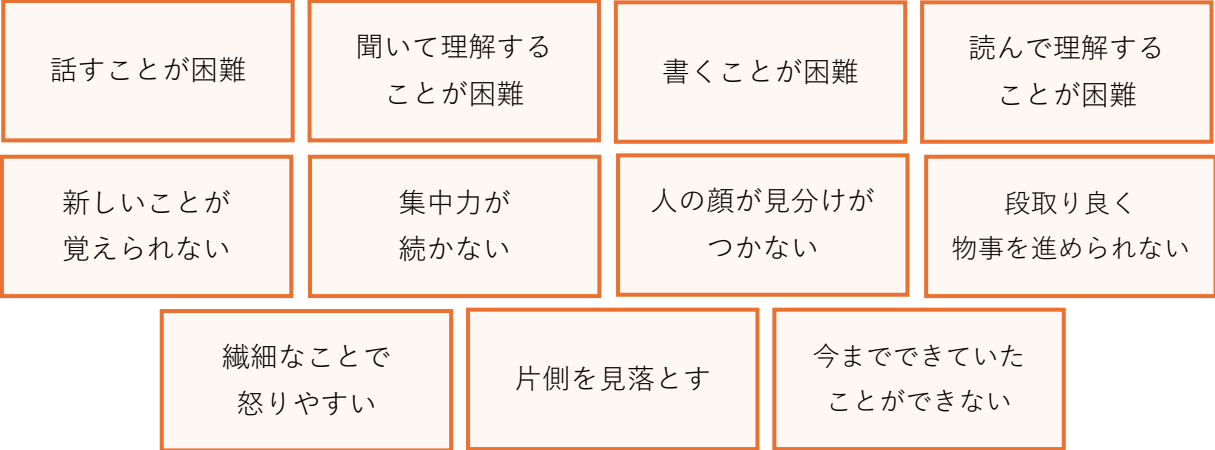 話すことが困難
聞いて理解する
ことが困難
書くことが困難
読んで理解する
ことが困難
新しいことが
覚えられない
集中力が
続かない
人の顔が見分けが
つかない
段取り良く
物事を進められない
繊細なことで
怒りやすい
片側を見落とす
今までできていた
ことができない